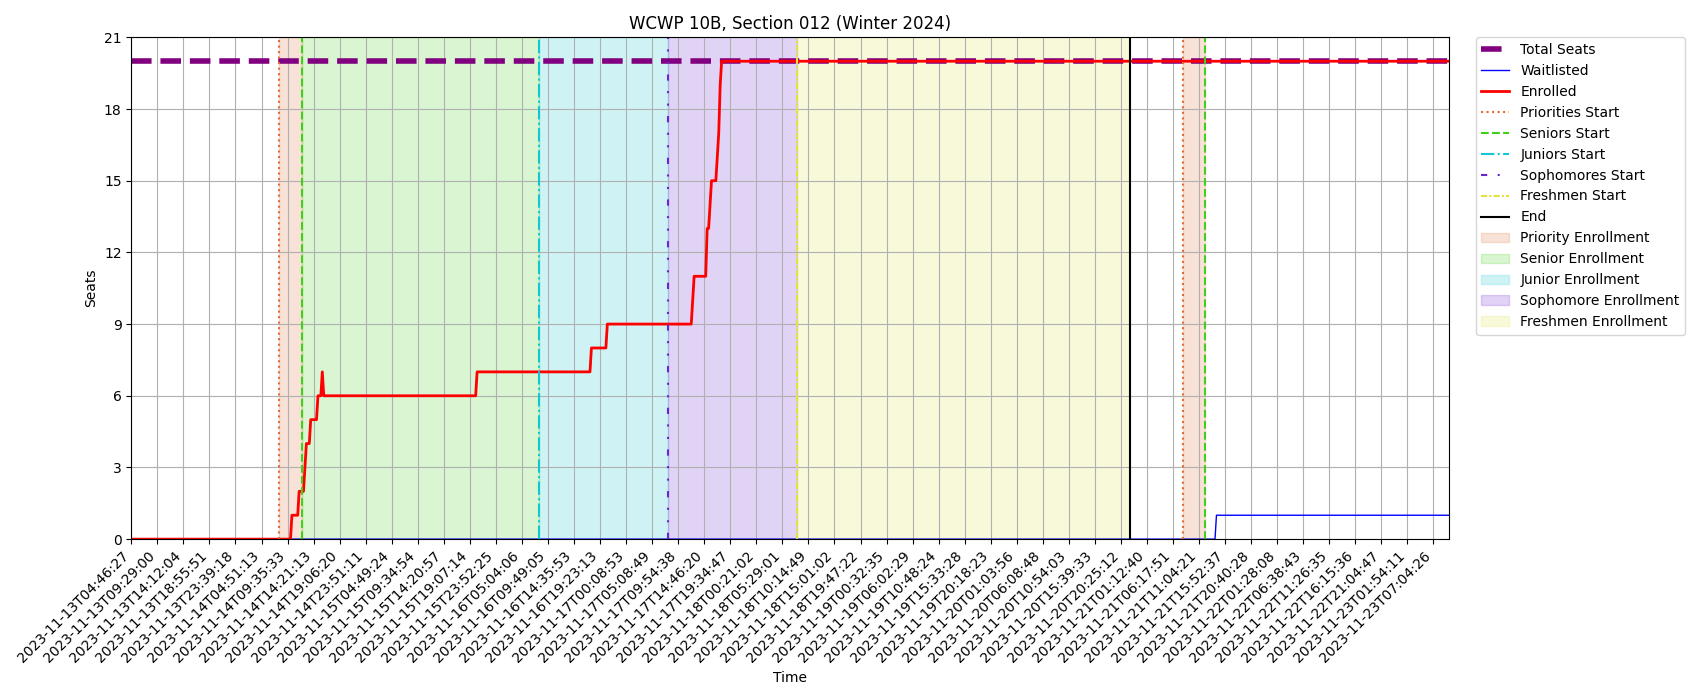 WCWP 10B, Section 012 (Winter 2024)
21
18
15
12
9
6
3
0
Seats
2023-11-13T04:46:27
2023-11-13T09:29:00
2023-11-13T14:12:04
2023-11-13T18:55:51
2023-11-13T23:39:18
2023-11-14T04:51:13
2023-11-14T09:35:33
2023-11-14T14:21:13
2023-11-14T19:06:20
2023-11-14T23:51:11
2023-11-15T04:49:24
2023-11-15T09:34:54
2023-11-15T14:20:57
2023-11-15T19:07:14
2023-11-15T23:52:25
2023-11-16T05:04:06
2023-11-16T09:49:05
2023-11-16T14:35:53
2023-11-16T19:23:13
2023-11-17T00:08:53
2023-11-17T05:08:49
2023-11-17T09:54:38
2023-11-17T14:46:20
2023-11-17T19:34:47
2023-11-18T00:21:02
2023-11-18T05:29:01
2023-11-18T10:14:49
2023-11-18T15:01:02
2023-11-18T19:47:22
2023-11-19T00:32:35
2023-11-19T06:02:29
2023-11-19T10:48:24
2023-11-19T15:33:28
2023-11-19T20:18:23
2023-11-20T01:03:56
2023-11-20T06:08:48
2023-11-20T10:54:03
2023-11-20T15:39:33
2023-11-20T20:25:12
2023-11-21T01:12:40
2023-11-21T06:17:51
2023-11-21T11:04:21
2023-11-21T15:52:37
2023-11-21T20:40:28
2023-11-22T01:28:08
2023-11-22T06:38:43
2023-11-22T11:26:35
2023-11-22T16:15:36
2023-11-22T21:04:47
2023-11-23T01:54:11
2023-11-23T07:04:26
Time
Total Seats
Waitlisted
Enrolled
Priorities Start
Seniors Start
Juniors Start
Sophomores Start
Freshmen Start
End
Priority Enrollment
Senior Enrollment
Junior Enrollment
Sophomore Enrollment
Freshmen Enrollment